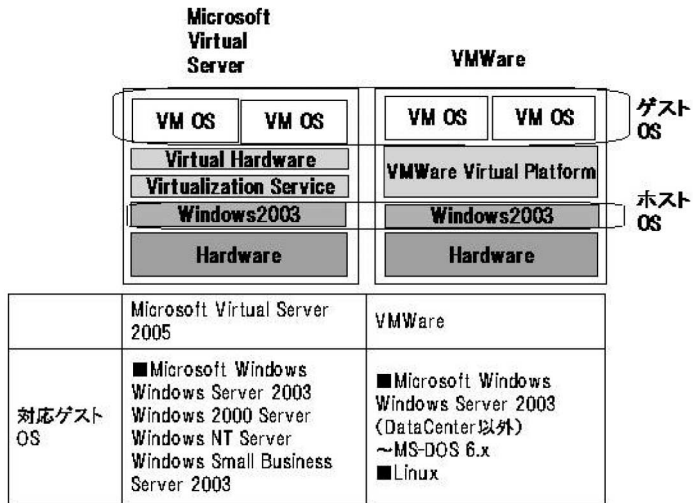 Microsoft
Virtual
Server
VMWare
VM OS
VM OS
VM OS
VM OS
ゲスト
OS
Virtual Hardware
Virtualization Service
VMWare Virtual Platform
Windows2003
Windows2003
ホスト
OS
Hardware
Hardware
Microsoft Virtual Server
2005
VMWare
対応ゲスト
OS
■Microsoft Windows
Windows Server 2003
Windows 2000 Server
Windows NT Server
Windows Small Business
Server 2003
■Microsoft Windows
Windows Server 2003
(DataCenter以外)
～MS-DOS 6.x
■Linux